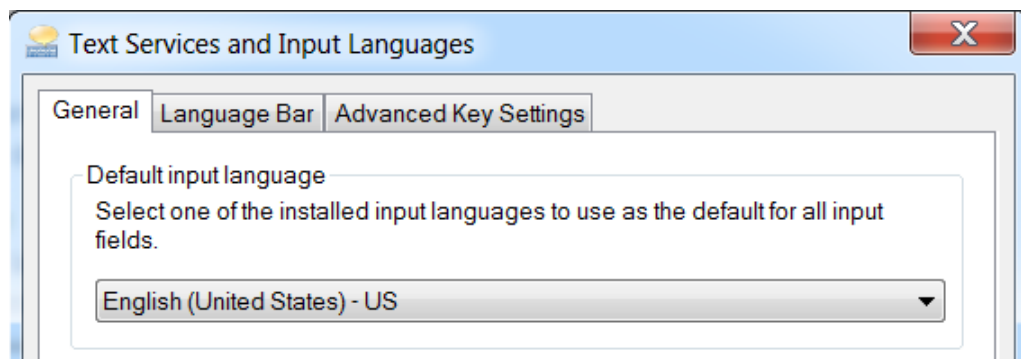 Text Services and Input Languages
General Language Bar Advanced Key Settings
Default input language
Select one of the installed input languages to use as the default for all input
fields.
English (United States) - US